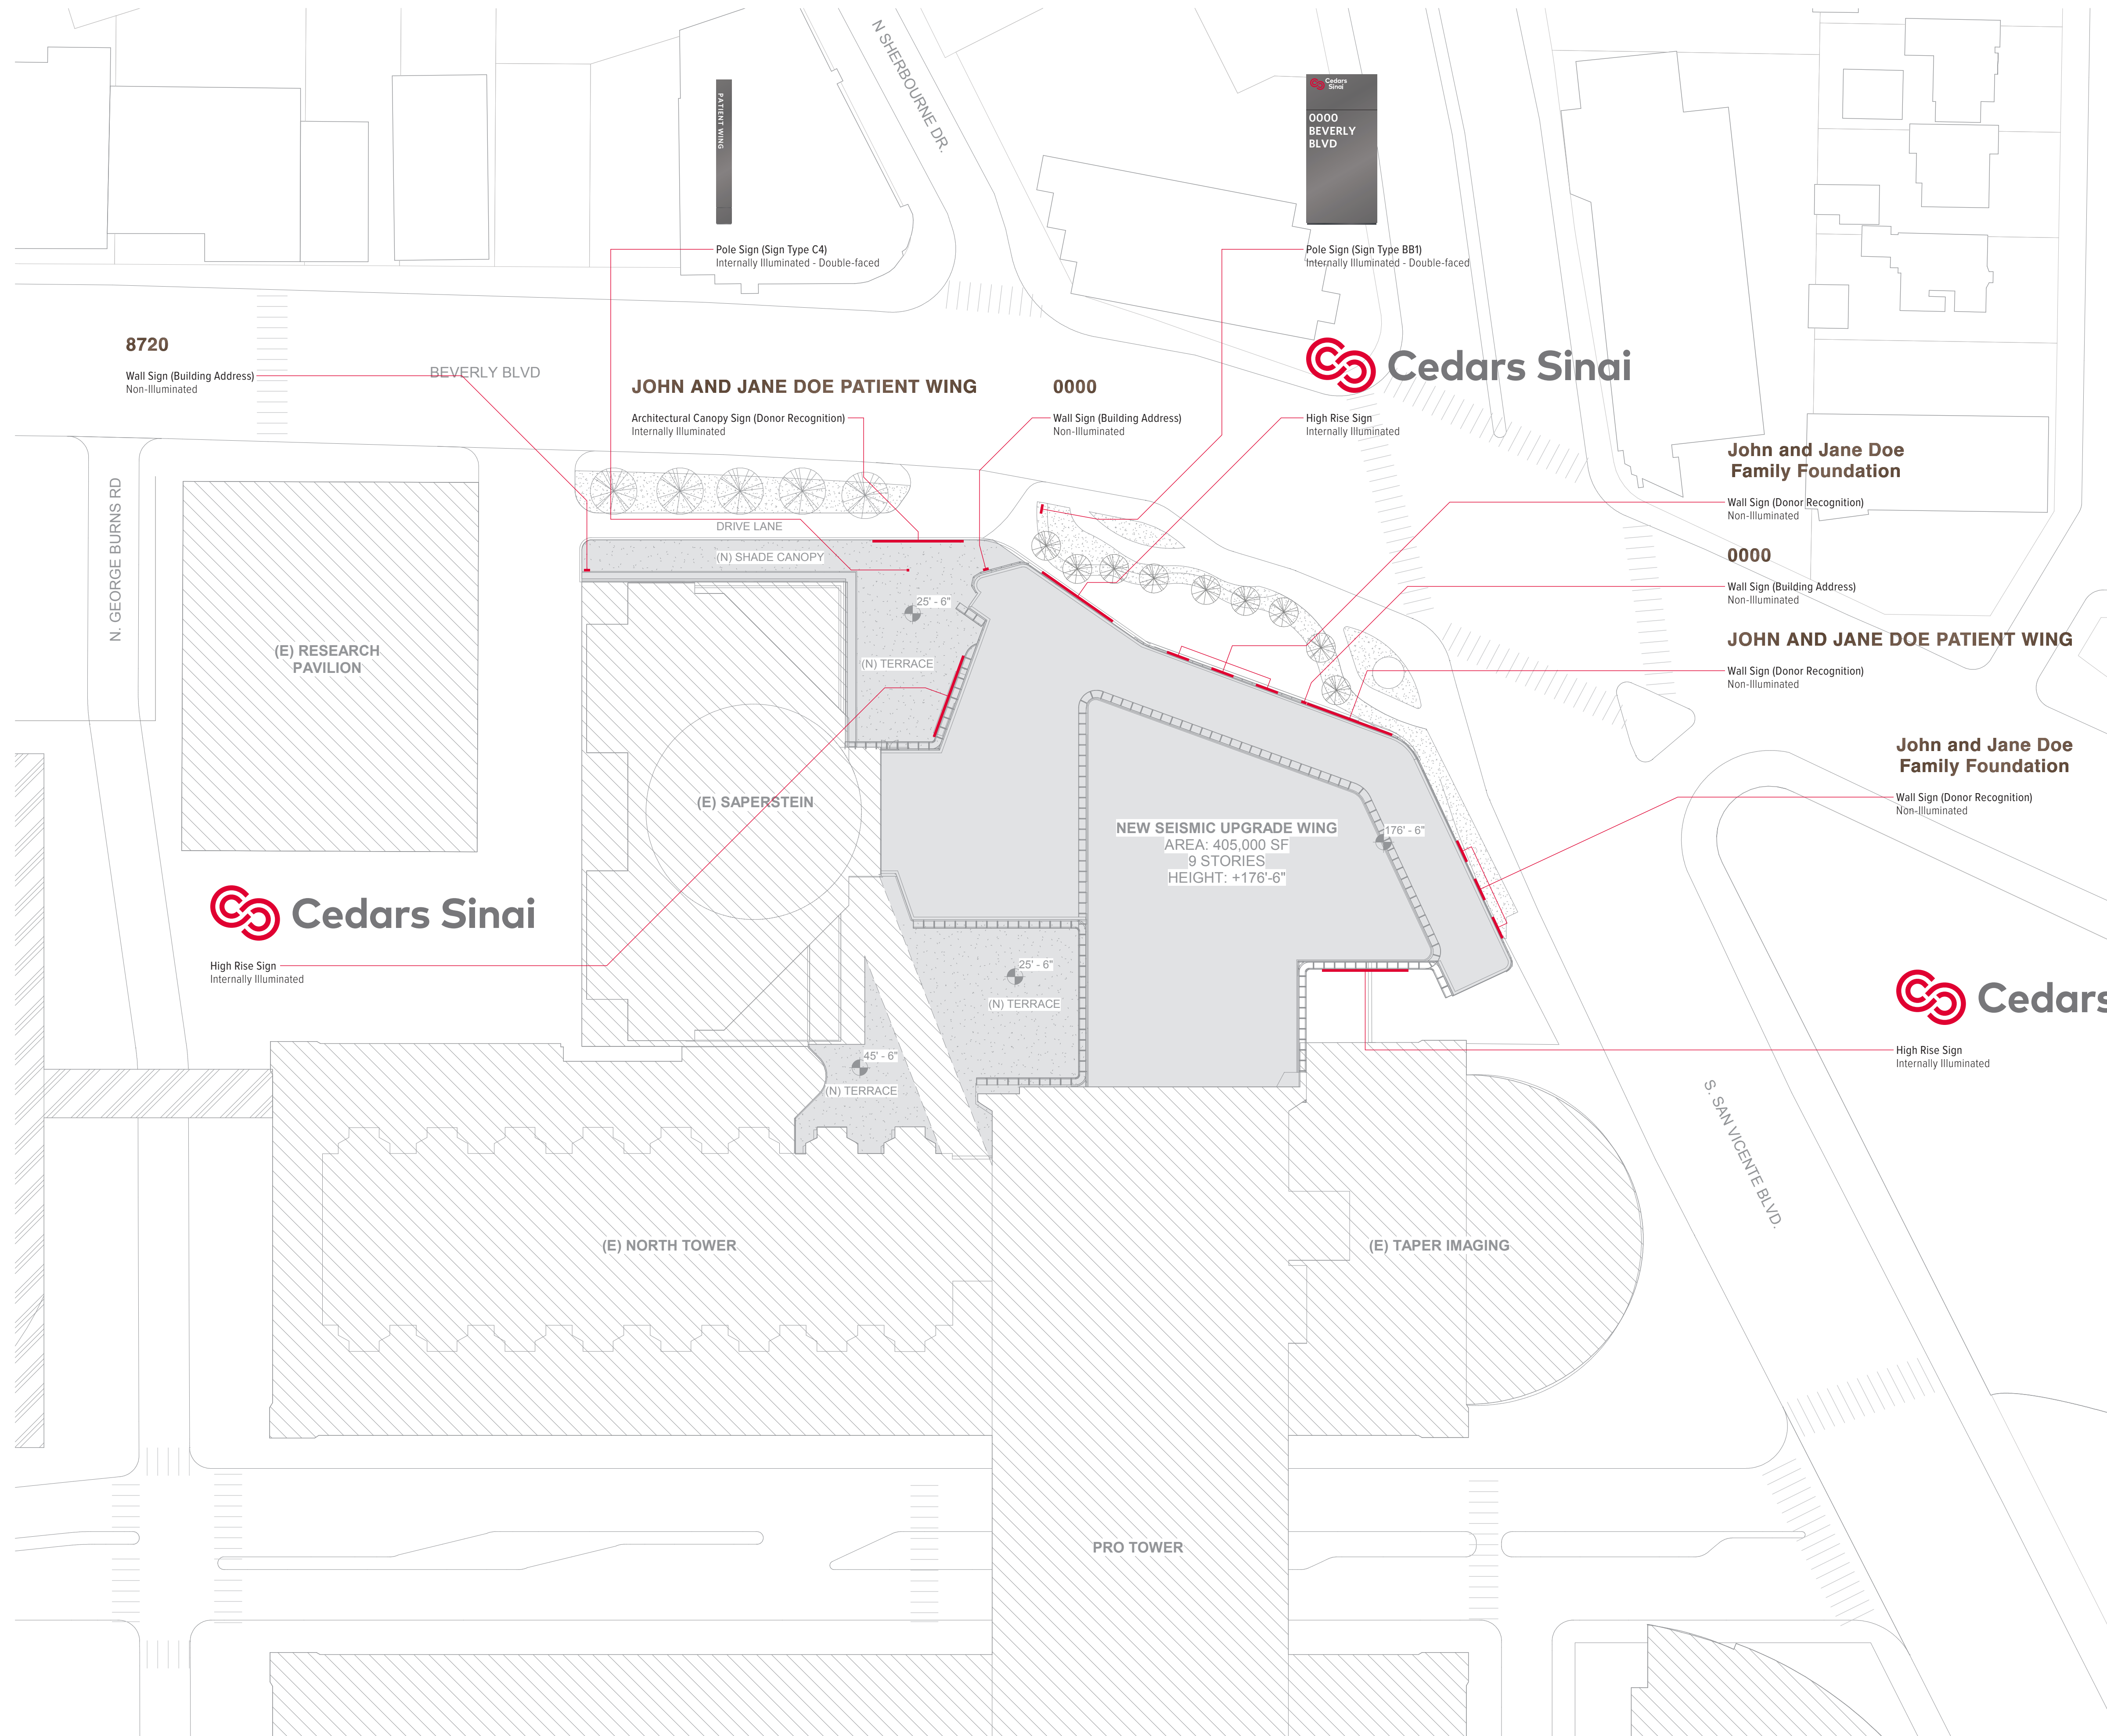 N SHERBOURNE DR.
PATIENT WING
Cedars
Sinai
0000
BEVERLY
BLVD
Pole Sign (Sign Type C4)
Internally Illuminated - Double-faced
Pole Sign (Sign Type BB1)
Internally Illuminated - Double-faced
8720
Wall Sign (Building Address)
Non-Illuminated
BEVERLY BLVD
JOHN AND JANE DOE PATIENT WING
Architectural Canopy Sign (Donor Recognition)
Internally Illuminated
0000
Wall Sign (Building Address)
Non-Illuminated
Cedars Sinai
High Rise Sign
Internally Illuminated
John and Jane Doe
Family Foundation
Wall Sign (Donor Recognition)
Non-Illuminated
0000
Wall Sign (Building Address)
Non-Illuminated
JOHN AND JANE DOE PATIENT WING
Wall Sign (Donor Recognition)
Non-Illuminated
John and Jane Doe
Family Foundation
Wall Sign (Donor Recognition)
Non-Illuminated
N. GEORGE BURNS RD
DRIVE LANE
(N) SHADE CANOPY
25' - 6"
(N) TERRACE
(E) RESEARCH
PAVILION
(E) SAPERSTEIN
NEW SEISMIC UPGRADE WING
AREA: 405,000 SF
9 STORIES
HEIGHT: +176'-6"
176' - 6"
Cedars Sinai
High Rise Sign
Internally Illuminated
25' - 6"
(N) TERRACE
45' - 6"
(N) TERRACE
Cedars
High Rise Sign
Internally Illuminated
S. SAN VICENTE BLVD.
(E) NORTH TOWER
(E) TAPER IMAGING
PRO TOWER